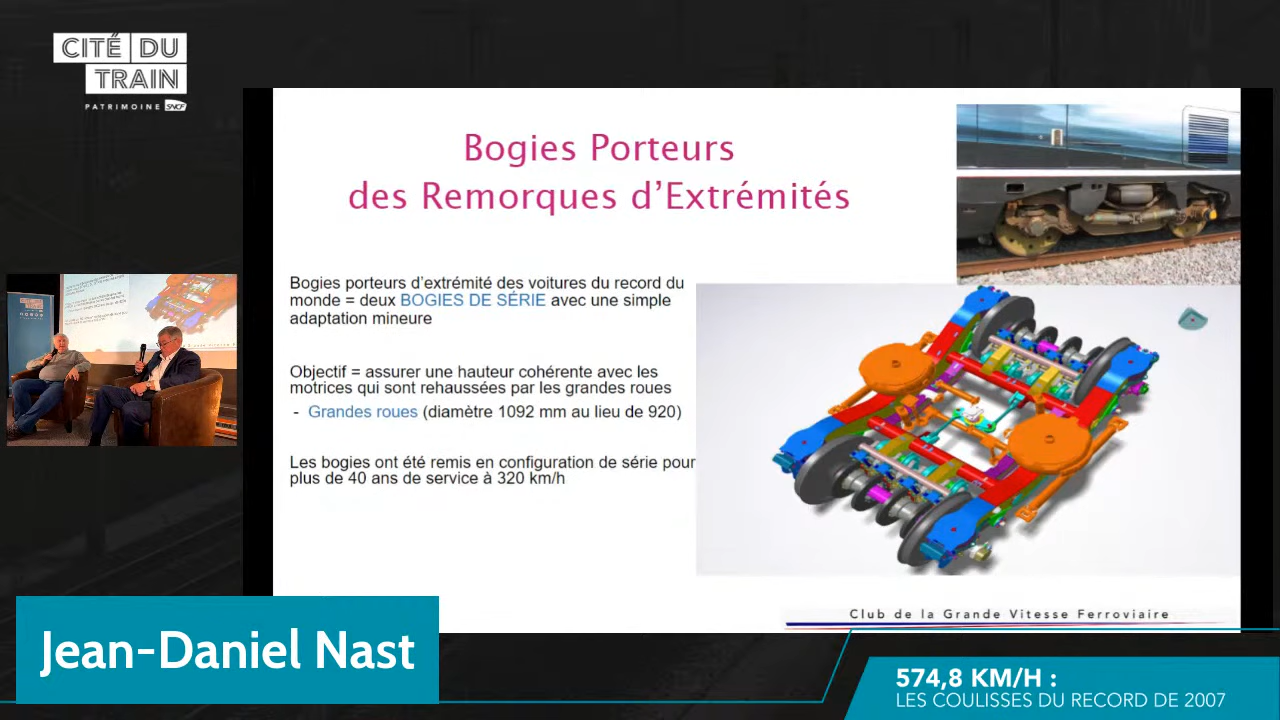 CITÉ DU
TRAIN
PATRIMOINE SNCF
Bogies Porteurs
des Remorques d'Extrémités
Bogies porteurs d'extrémité des voitures du record du
monde = deux BOGIES DE SÉRIE avec une simple
adaptation mineure
Objectif = assurer une hauteur cohérente avec les
motrices qui sont rehaussées par les grandes roues
- Grandes roues (diamètre 1092 mm au lieu de 920)
Les bogies ont été remis en configuration de série pour
plus de 40 ans de service à 320 km/h
Club de la Grande Vitesse Ferroviaire
Jean-Daniel Nast
574,8 KM/H :
LES COULISSES DU RECORD DE 2007